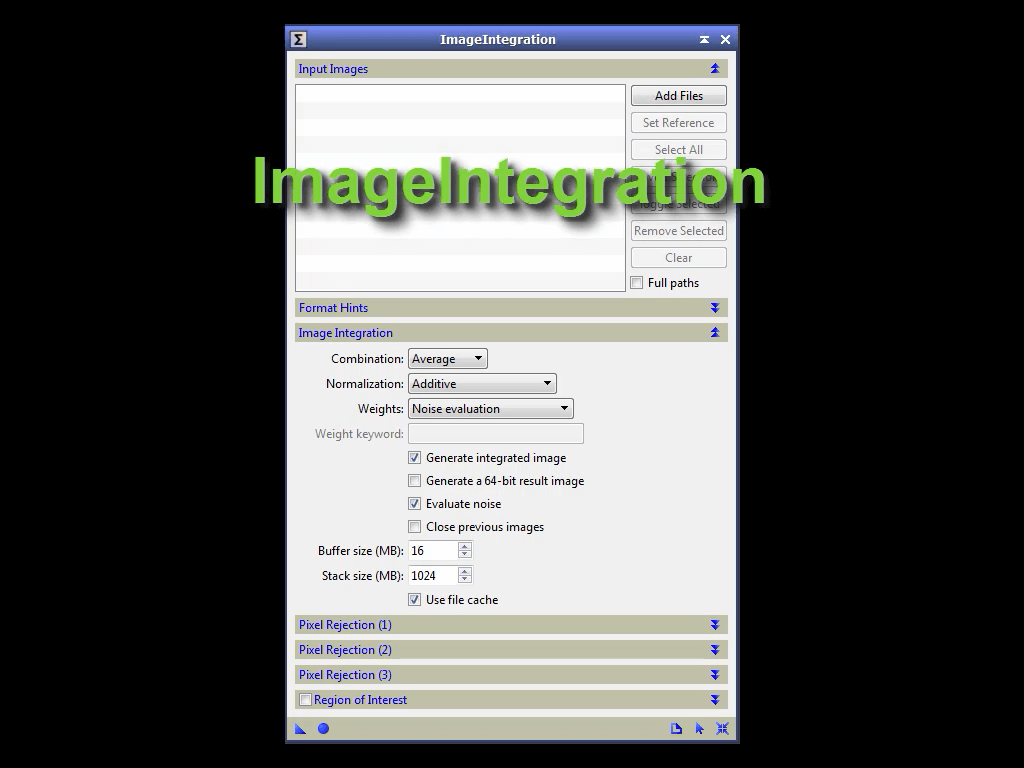 ImageIntegration
Input Images
Add Files
Set Reference
Select All
ImageIntegration
Toggle Selected
Remove Selected
Clear
Full paths
Format Hints
Image Integration
Combination: Average
Normalization: Additive
Weights: Noise evaluation
Weight keyword:
Generate integrated image
Generate a 64-bit result image
Evaluate noise
Close previous images
Buffer size (MB): 16
Stack size (MB): 1024
Use file cache
Pixel Rejection (1)
Pixel Rejection (2)
Pixel Rejection (3)
Region of Interest